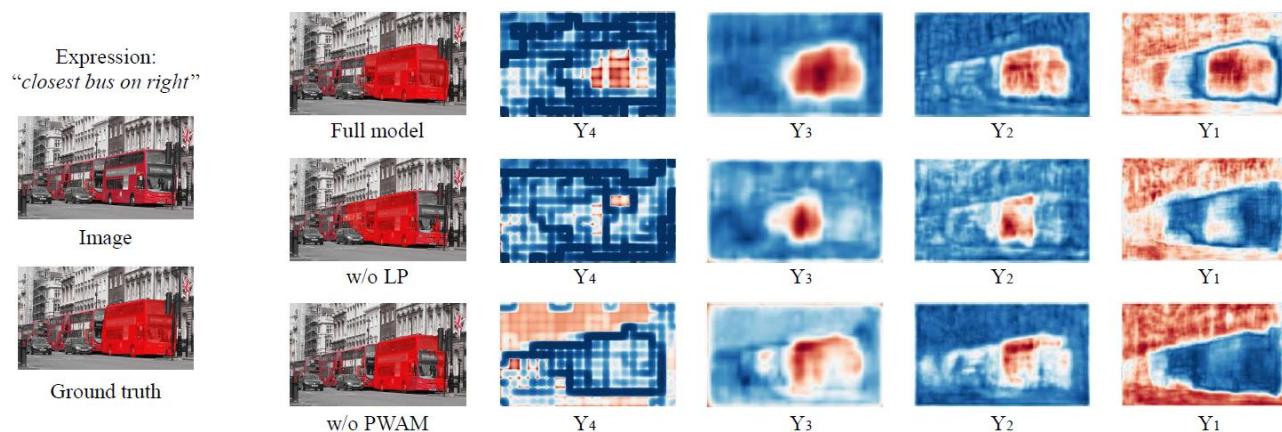 Expression:
“closest bus on right”
Image
Ground truth
Full model
Y4
Y3
Y2
Y1
w/o LP
Y4
Y3
Y2
Y1
w/o PWAM
Y4
Y3
Y2
Y1